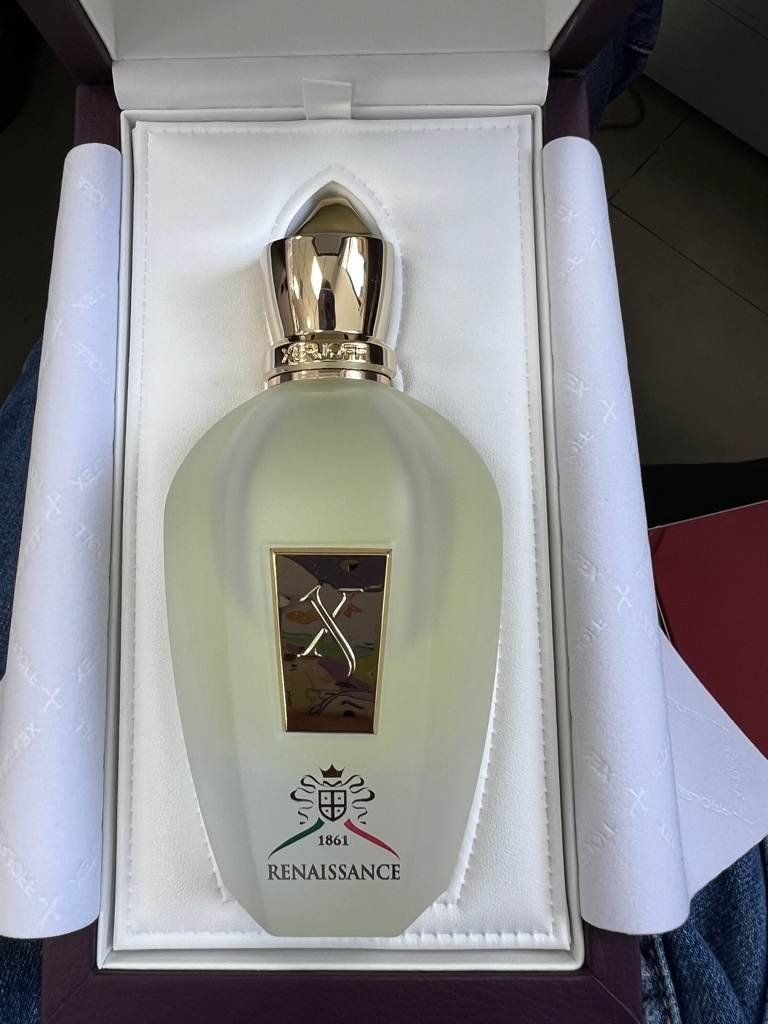 XERJOFF
X
1861
RENAISSANCE